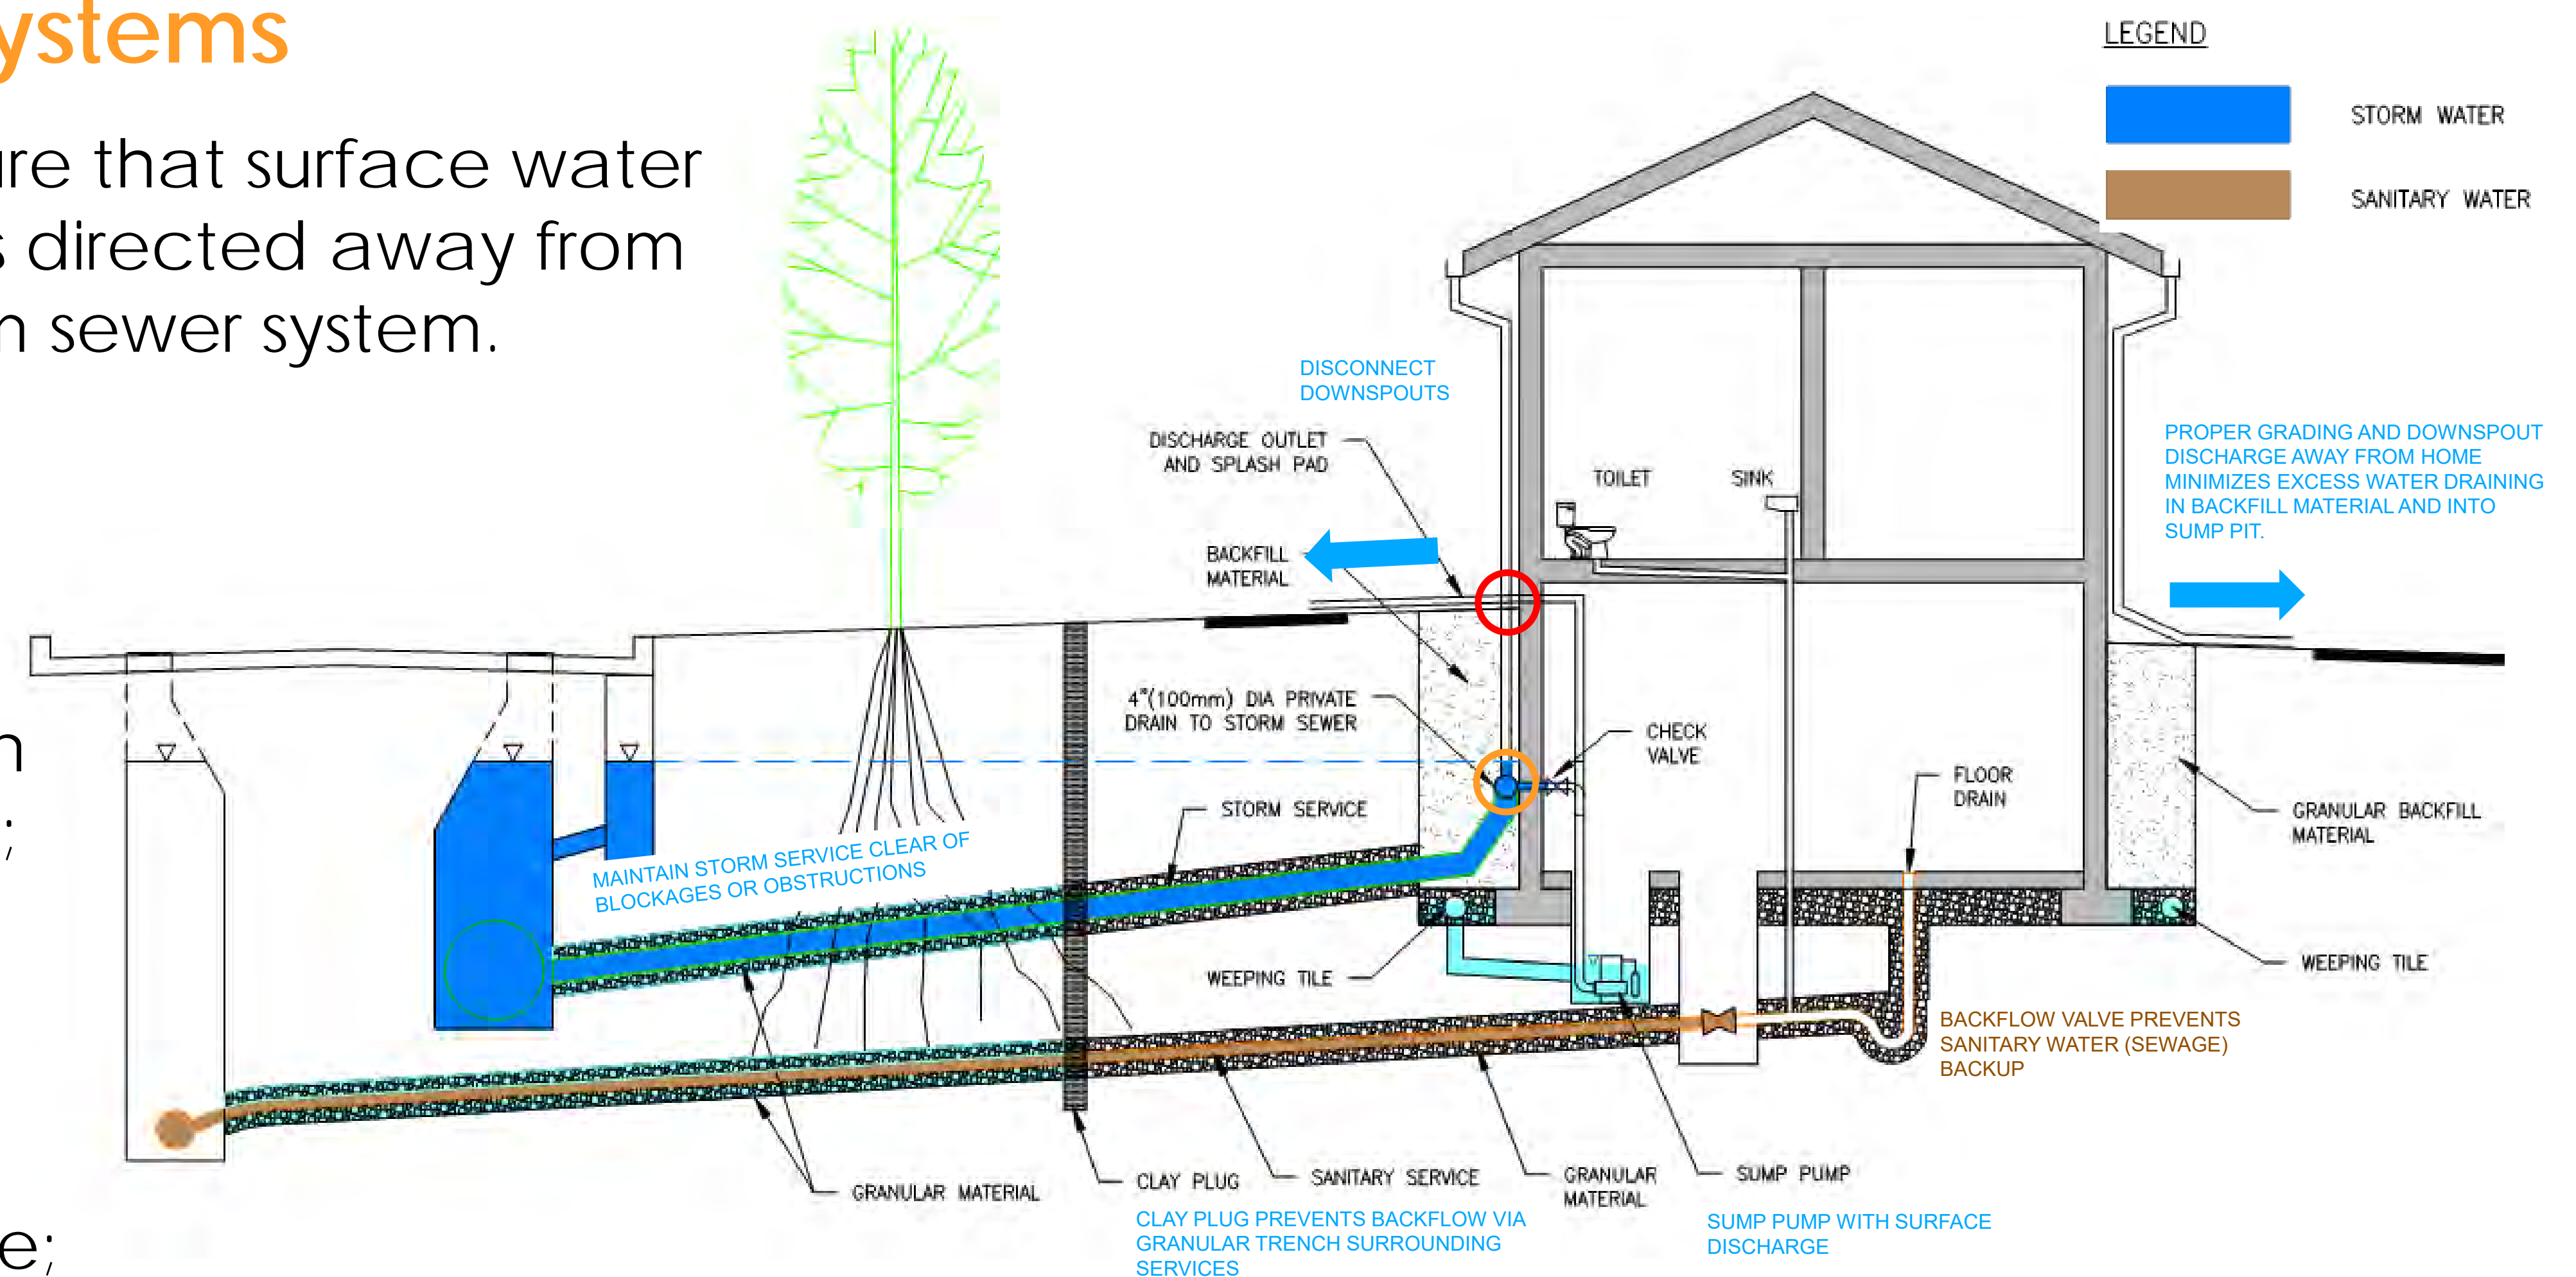 ystems
ure that surface water
s directed away from
m sewer system.
n
;
e;
LEGEND
STORM WATER
SANITARY WATER
DISCONNECT
DOWNSPOUTS
DISCHARGE OUTLET
AND SPLASH PAD
BACKFILL
MATERIAL
TOILET
SINK
PROPER GRADING AND DOWNSPOUT
DISCHARGE AWAY FROM HOME
MINIMIZES EXCESS WATER DRAINING
IN BACKFILL MATERIAL AND INTO
SUMP PIT.
4"(100mm) DIA PRIVATE
DRAIN TO STORM SEWER
CHECK
VALVE
FLOOR
DRAIN
STORM SERVICE
GRANULAR BACKFILL
MATERIAL
MAINTAIN STORM SERVICE CLEAR OF
BLOCKAGES OR OBSTRUCTIONS
WEEPING TILE
WEEPING TILE
BACKFLOW VALVE PREVENTS
SANITARY WATER (SEWAGE)
BACKUP
GRANULAR MATERIAL
CLAY PLUG
SANITARY SERVICE
GRANULAR
MATERIAL
SUMP PUMP
CLAY PLUG PREVENTS BACKFLOW VIA
GRANULAR TRENCH SURROUNDING
SERVICES
SUMP PUMP WITH SURFACE
DISCHARGE